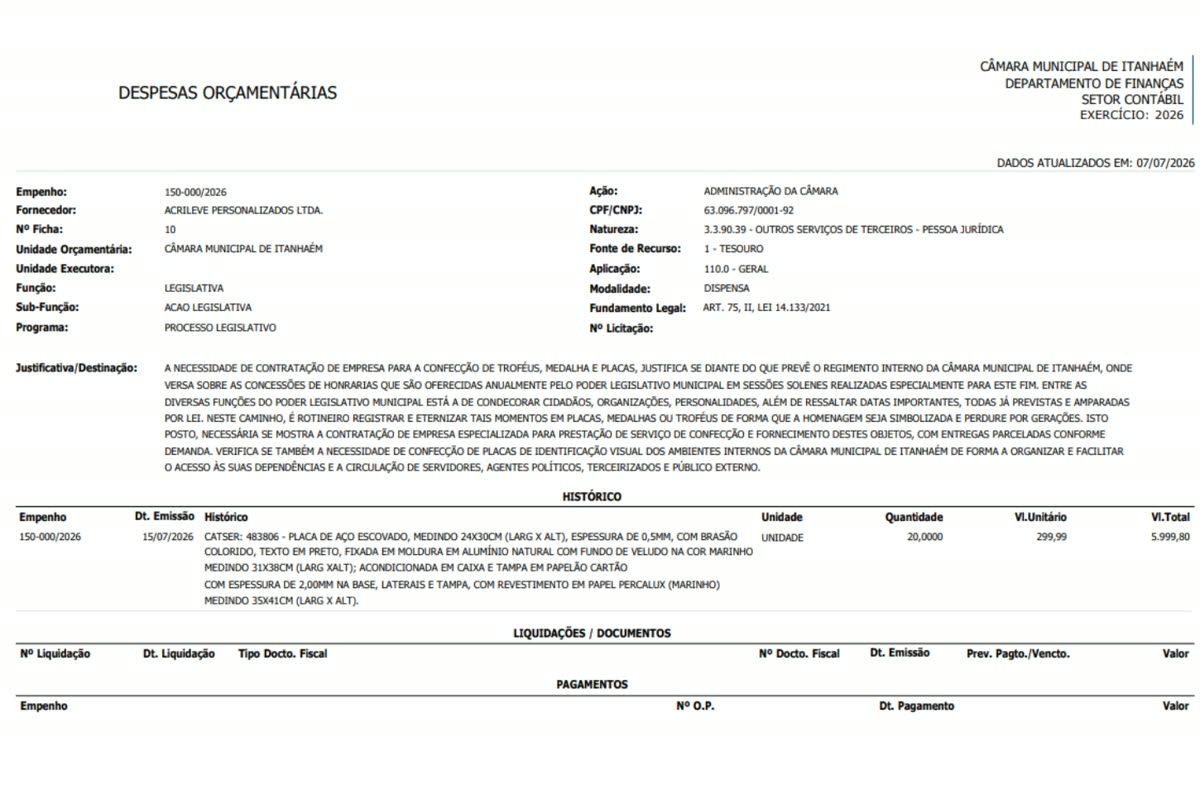 CÂMARA MUNICIPAL DE ITANHAÉM
DEPARTAMENTO DE FINANÇAS
SETOR CONTÁBIL
EXERCÍCIO: 2026
DESPESAS ORÇAMENTÁRIAS
DADOS ATUALIZADOS EM: 07/07/2026
Empenho: 150-000/2026 Ação: ADMINISTRAÇÃO DA CÂMARA
Fornecedor: ACRILEVE PERSONALIZADOS LTDA. CPF/CNPJ: 63.096.797/0001-92
Nº Ficha: 10 Natureza: 3.3.90.39 - OUTROS SERVIÇOS DE TERCEIROS - PESSOA JURÍDICA
Unidade Orçamentária: CÂMARA MUNICIPAL DE ITANHAÉM Fonte de Recurso: 1 - TESOURO
Unidade Executora: Aplicação: 110.0 - GERAL
Função: LEGISLATIVA Modalidade: DISPENSA
Sub-Função: ACAO LEGISLATIVA Fundamento Legal: ART. 75, II, LEI 14.133/2021
Programa: PROCESSO LEGISLATIVO Nº Licitação:
Justificativa/Destinação: A NECESSIDADE DE CONTRATAÇÃO DE EMPRESA PARA A CONFECÇÃO DE TROFÉUS, MEDALHA E PLACAS, JUSTIFICA SE DIANTE DO QUE PREVÊ O REGIMENTO INTERNO DA CÂMARA MUNICIPAL DE ITANHAÉM, ONDE
VERSA SOBRE AS CONCESSÕES DE HONRARIAS QUE SÃO OFERECIDAS ANUALMENTE PELO PODER LEGISLATIVO MUNICIPAL EM SESSÕES SOLENES REALIZADAS ESPECIALMENTE PARA ESTE FIM. ENTRE AS
DIVERSAS FUNÇÕES DO PODER LEGISLATIVO MUNICIPAL ESTÁ A DE CONDECORAR CIDADÃOS, ORGANIZAÇÕES, PERSONALIDADES, ALÉM DE RESSALTAR DATAS IMPORTANTES, TODAS JÁ PREVISTAS E AMPARADAS
POR LEI. NESTE CAMINHO, É ROTINEIRO REGISTRAR E ETERNIZAR TAIS MOMENTOS EM PLACAS, MEDALHAS OU TROFÉUS DE FORMA QUE A HOMENAGEM SEJA SIMBOLIZADA E PERDURE POR GERAÇÕES. ISTO
POSTO, NECESSÁRIA SE MOSTRA A CONTRATAÇÃO DE EMPRESA ESPECIALIZADA PARA PRESTAÇÃO DE SERVIÇO DE CONFECÇÃO E FORNECIMENTO DESTES OBJETOS, COM ENTREGAS PARCELADAS CONFORME
DEMANDA. VERIFICA SE TAMBÉM A NECESSIDADE DE CONFECÇÃO DE PLACAS DE IDENTIFICAÇÃO VISUAL DOS AMBIENTES INTERNOS DA CÂMARA MUNICIPAL DE ITANHAÉM DE FORMA A ORGANIZAR E FACILITAR
O ACESSO ÀS SUAS DEPENDÊNCIAS E A CIRCULAÇÃO DE SERVIDORES, AGENTES POLÍTICOS, TERCEIRIZADOS E PÚBLICO EXTERNO.
HISTÓRICO
Empenho Dt. Emissão Histórico Unidade Quantidade Vl.Unitário Vl.Total
150-000/2026 15/07/2026 CATSER: 483806 - PLACA DE AÇO ESCOVADO, MEDINDO 24X30CM (LARG X ALT), ESPESSURA DE 0,5MM, COM BRASÃO UNIDADE 20,0000 299,99 5.999,80
COLORIDO, TEXTO EM PRETO, FIXADA EM MOLDURA EM ALUMÍNIO NATURAL COM FUNDO DE VELUDO NA COR MARINHO
MEDINDO 31X38CM (LARG XALT); ACONDICIONADA EM CAIXA E TAMPA EM PAPELÃO CARTÃO
COM ESPESSURA DE 2,00MM NA BASE, LATERAIS E TAMPA, COM REVESTIMENTO EM PAPEL PERCALUX (MARINHO)
MEDINDO 35X41CM (LARG X ALT).
LIQUIDAÇÕES / DOCUMENTOS
Nº Liquidação Dt. Liquidação Tipo Docto. Fiscal Nº Docto. Fiscal Dt. Emissão Prev. Pagto./Vencto. Valor
PAGAMENTOS
Empenho Nº O.P. Dt. Pagamento Valor